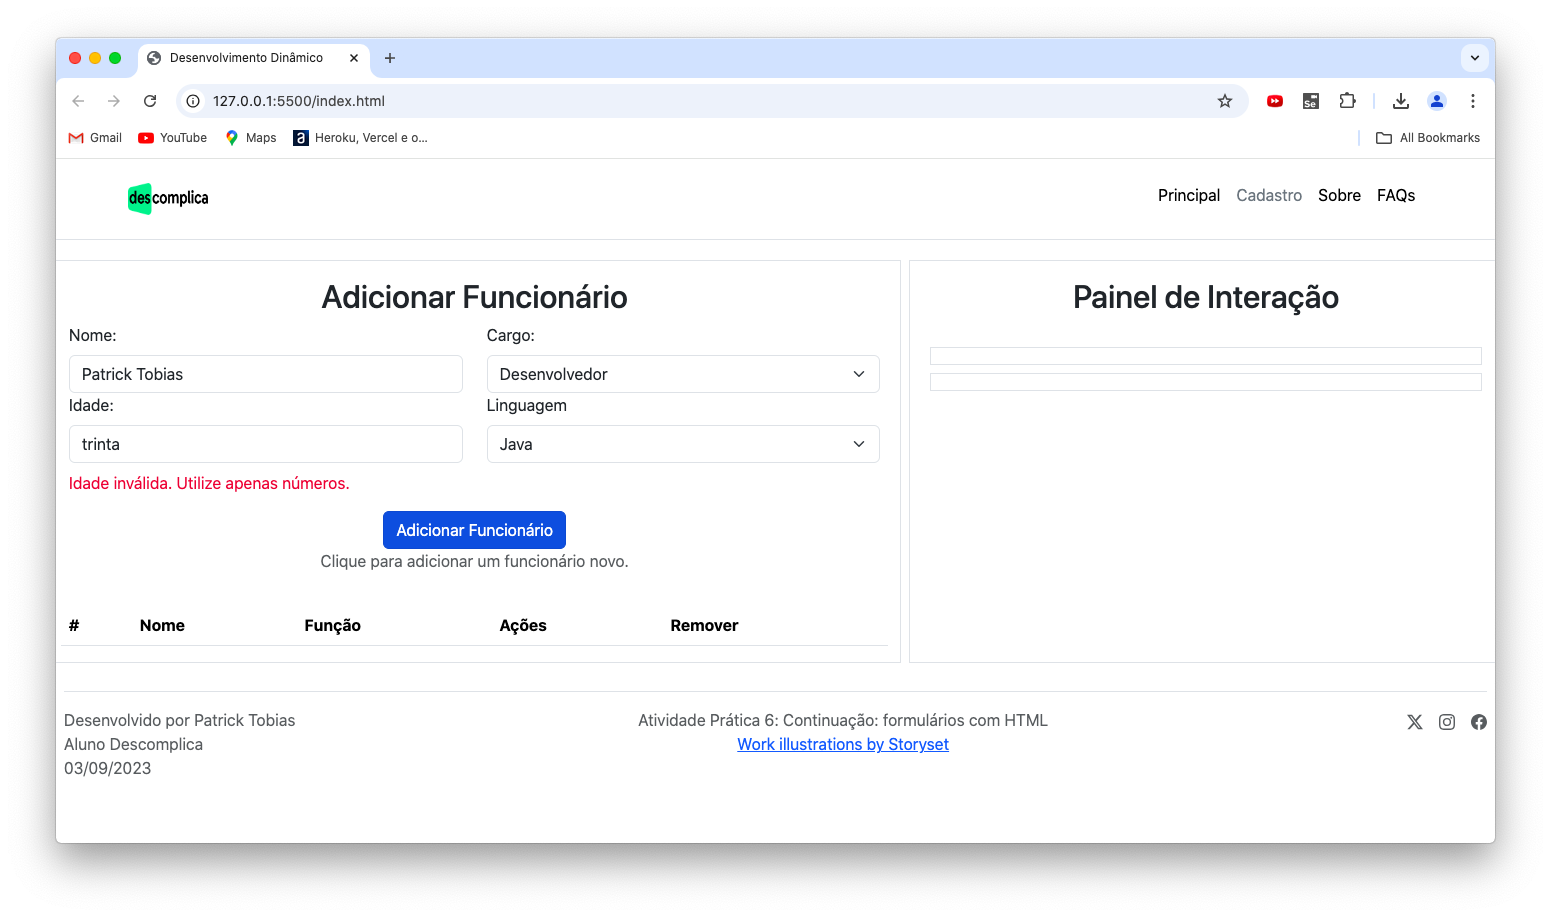 Desenvolvimento Dinâmico
127.0.0.1:5500/index.html
Se
Gmail YouTube Maps a Heroku, Vercel e o... All Bookmarks
descomplica
Principal Cadastro Sobre FAQs
Adicionar Funcionário
Nome: Cargo:
Patrick Tobias Desenvolvedor
Idade: Linguagem
trinta Java
Idade inválida. Utilize apenas números.
Adicionar Funcionário
Clique para adicionar um funcionário novo.
# Nome Função Ações Remover
Painel de Interação
Desenvolvido por Patrick Tobias
Aluno Descomplica
03/09/2023
Atividade Prática 6: Continuação: formulários com HTML
Work illustrations by Storyset